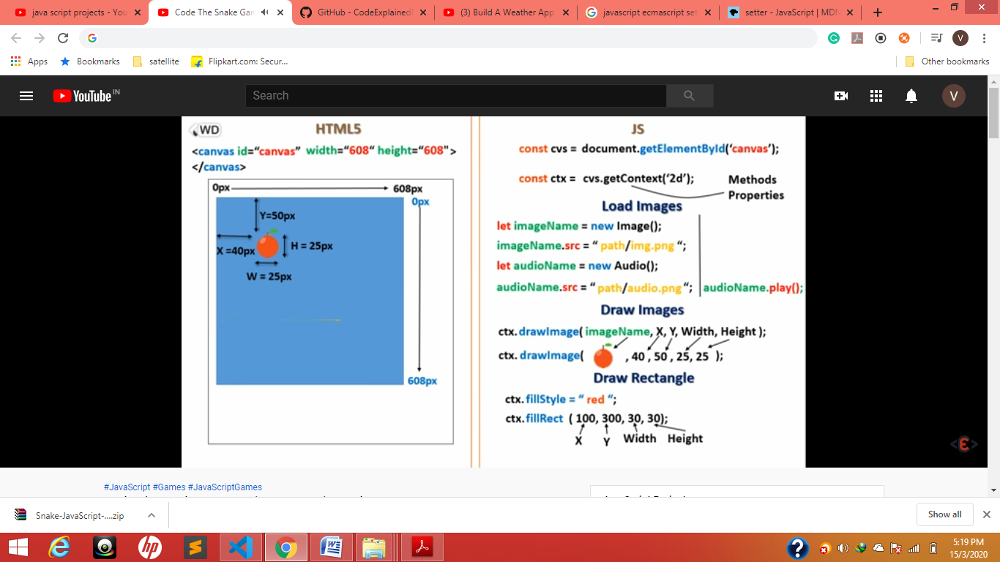 java script projects - You
Code The Snake Gam
GitHub - CodeExplained
(3) Build A Weather App
javascript ecmascript set
setter - JavaScript | MDN
V
Apps
Bookmarks
satellite
Flipkart.com: Secur...
Other bookmarks
YouTube IN
Search
V
WD
HTML5
<canvas id=“canvas” width=“608“ height=“608">
</canvas>
0px
608px
0px
Y=50px
X =40px
H = 25px
W = 25px
608px
JS
const cvs = document.getElementById(‘canvas’);
const ctx = cvs.getContext(‘2d’);
Methods
Properties
Load Images
let imageName = new Image();
imageName.src = “ path/img.png “;
let audioName = new Audio();
audioName.src = “ path/audio.png “;
audioName.play();
Draw Images
ctx.drawImage( imageName, X, Y, Width, Height );
ctx. drawImage( , 40 , 50 , 25, 25 );
Draw Rectangle
ctx. fillStyle = “ red “;
ctx. fillRect ( 100, 300, 30, 30);
X Y Width Height
<E>
#JavaScript #Games #JavaScriptGames
Snake-JavaScript-....zip
Show all
5:19 PM
15/3/2020